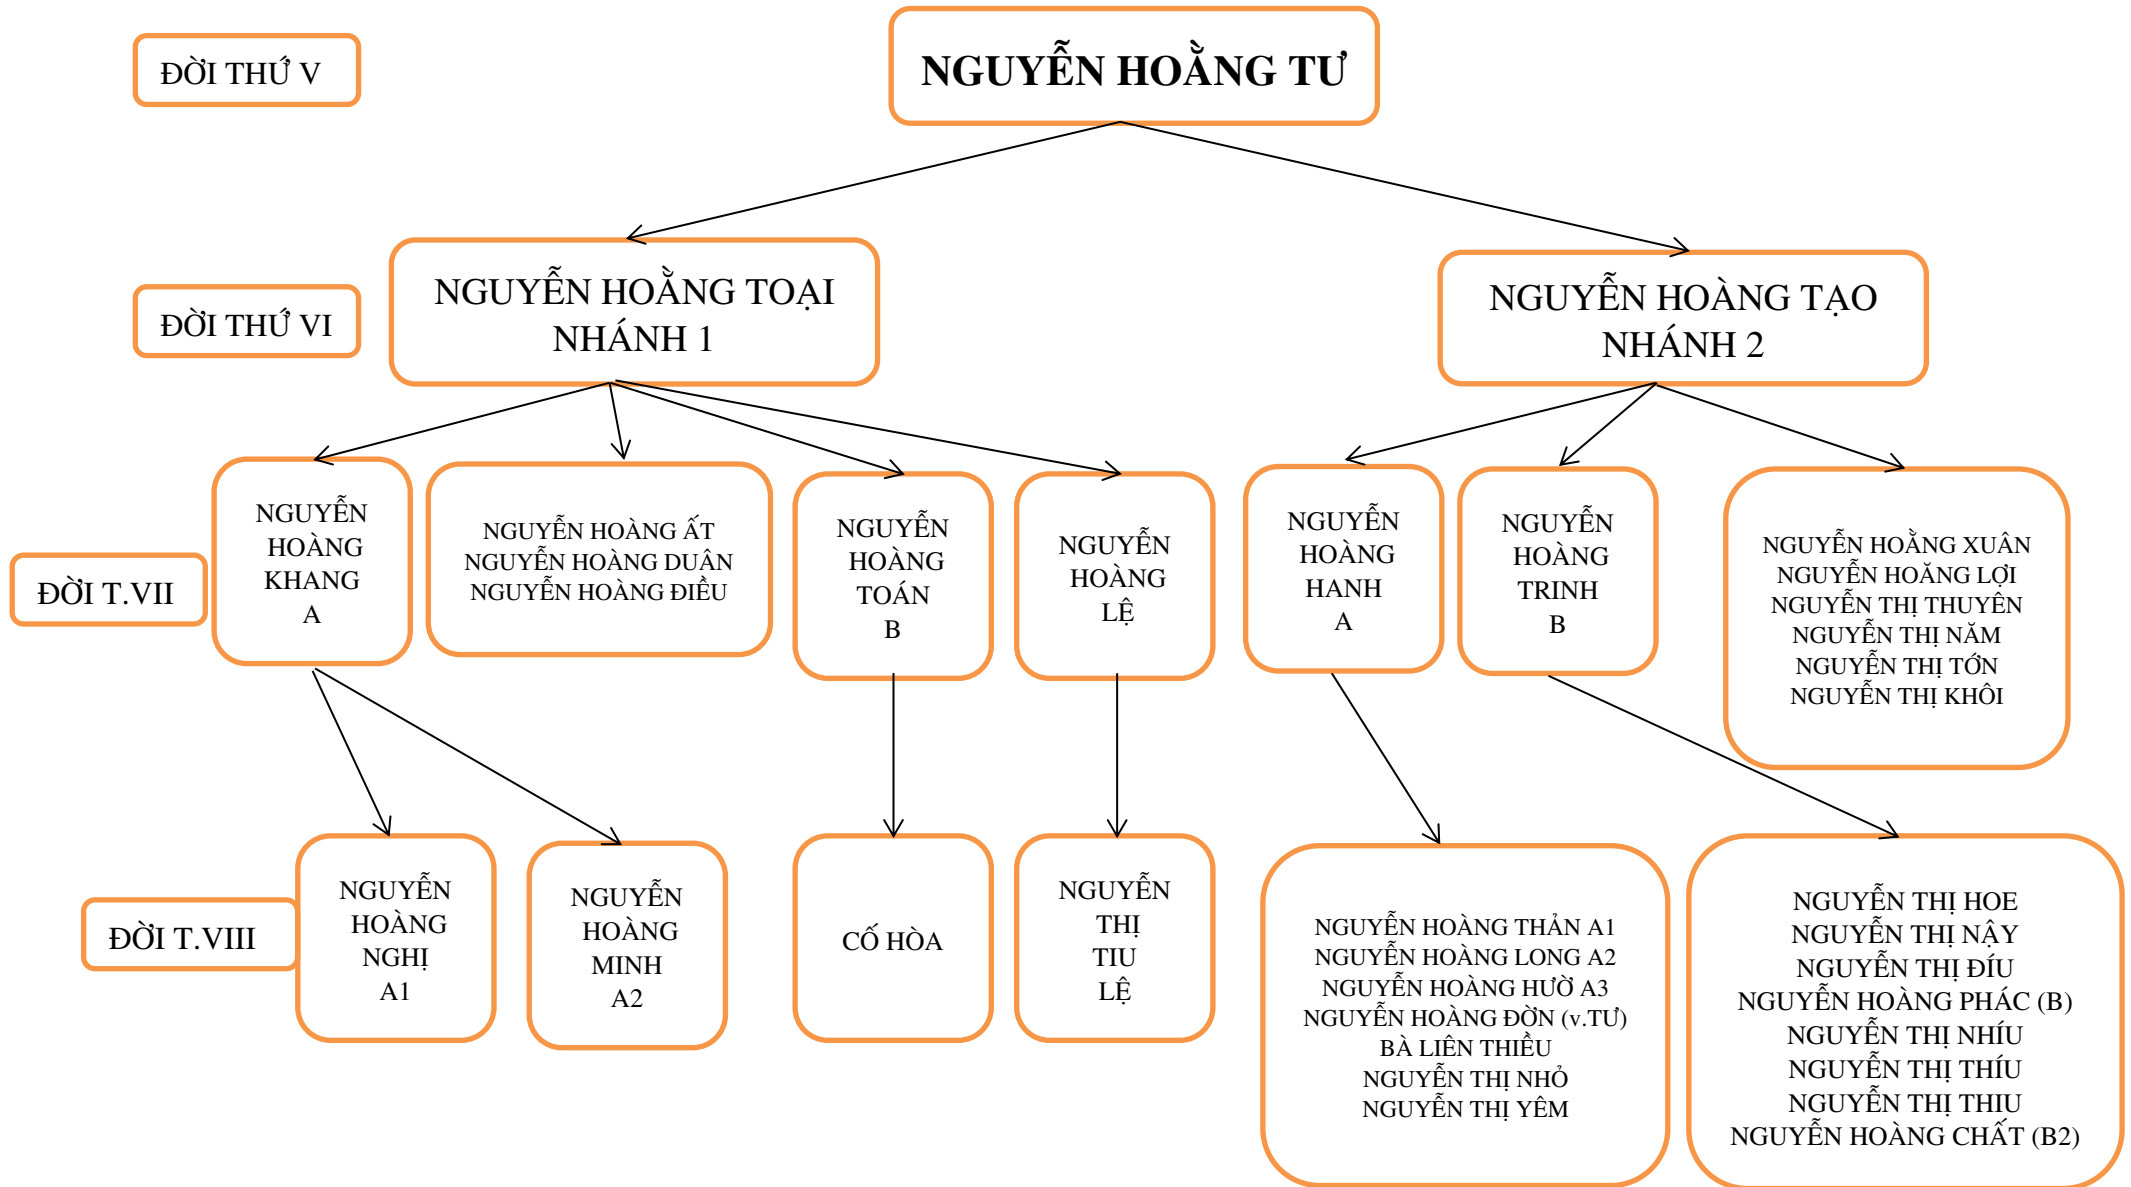 ĐỜI THỨ V
NGUYỄN HOẰNG TƯ
ĐỜI THỨ VI
NGUYỄN HOẰNG TOẠI
NHÁNH 1
NGUYỄN HOÀNG TẠO
NHÁNH 2
ĐỜI T.VII
NGUYỄN
HOÀNG
KHANG
A
NGUYỄN HOÀNG ẤT
NGUYỄN HOÀNG DUÂN
NGUYỄN HOÀNG ĐIỀU
NGUYỄN
HOÀNG
TOÁN
B
NGUYỄN
HOÀNG
LỆ
NGUYỄN
HOÀNG
HANH
A
NGUYỄN
HOÀNG
TRINH
B
NGUYỄN HOẰNG XUÂN
NGUYỄN HOĂNG LỢI
NGUYỄN THỊ THUYÊN
NGUYỄN THỊ NĂM
NGUYỄN THỊ TỚN
NGUYỄN THỊ KHÔI
ĐỜI T.VIII
NGUYỄN
HOÀNG
NGHỊ
A1
NGUYỄN
HOÀNG
MINH
A2
CỐ HÒA
NGUYỄN
THỊ
TIU
LỆ
NGUYỄN HOÀNG THẢN A1
NGUYỄN HOÀNG LONG A2
NGUYỄN HOÀNG HƯỜ A3
NGUYỄN HOÀNG ĐỜN (v.TƯ)
BÀ LIÊN THIỀU
NGUYỄN THỊ NHỎ
NGUYỄN THỊ YÊM
NGUYỄN THỊ HOE
NGUYỄN THỊ NẬY
NGUYỄN THỊ ĐÍU
NGUYỄN HOÀNG PHÁC (B)
NGUYỄN THỊ NHÍU
NGUYỄN THỊ THÍU
NGUYỄN THỊ THIU
NGUYỄN HOÀNG CHẤT (B2)